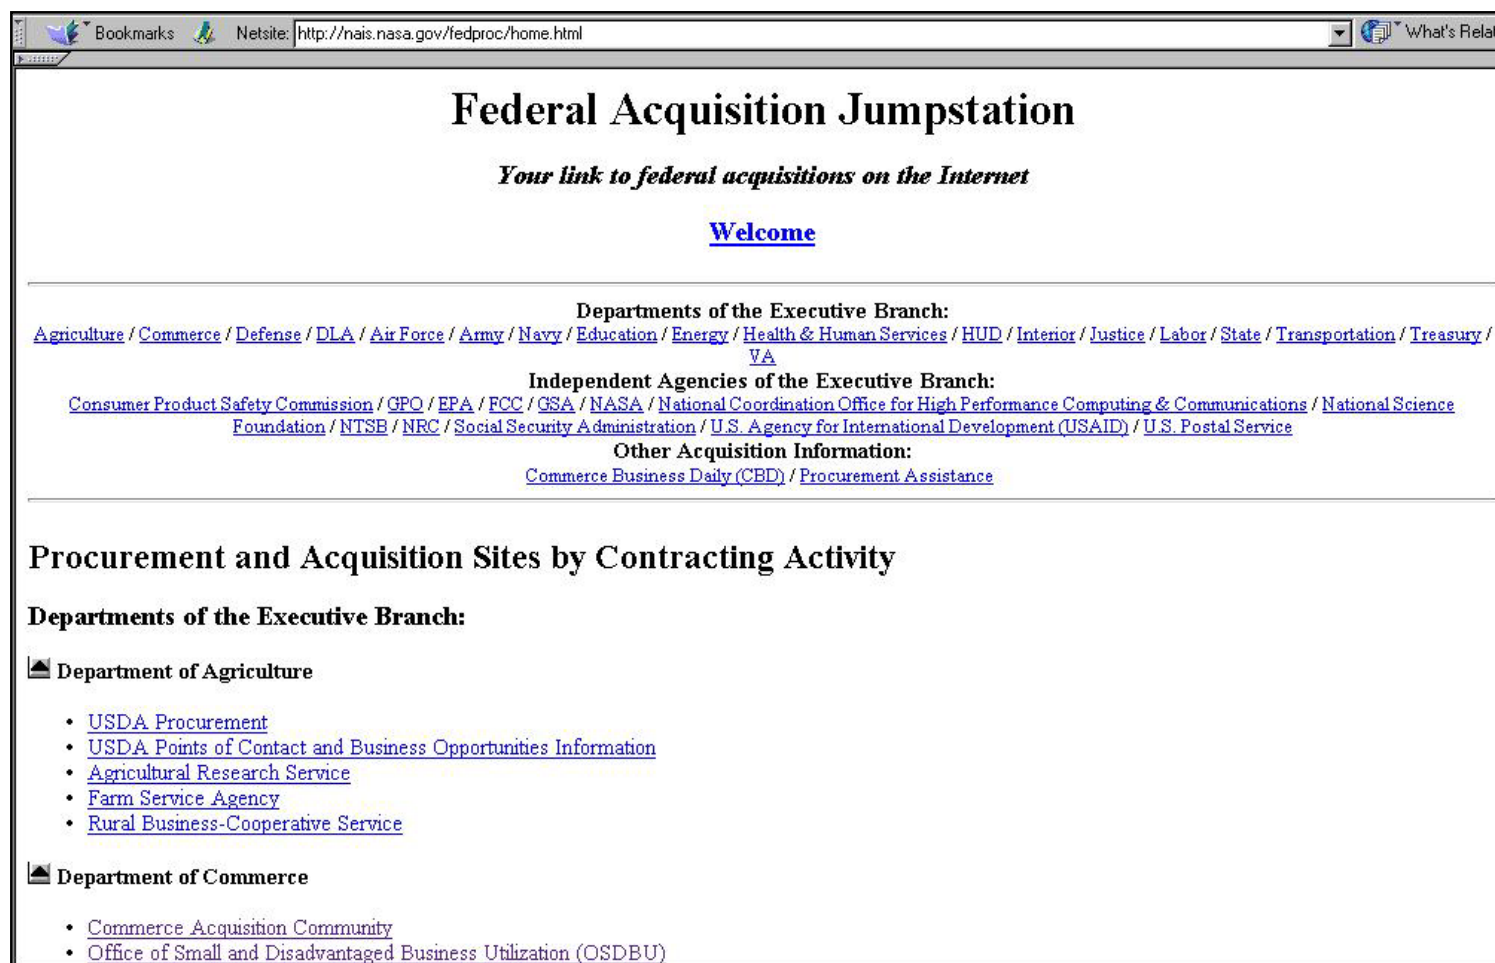 Bookmarks Netsite: http://nais.nasa.gov/fedproc/home.html What's Relat
Federal Acquisition Jumpstation
Your link to federal acquisitions on the Internet
Welcome
Departments of the Executive Branch:
Agriculture / Commerce / Defense / DLA / Air Force / Army / Navy / Education / Energy / Health & Human Services / HUD / Interior / Justice / Labor / State / Transportation / Treasury /
VA
Independent Agencies of the Executive Branch:
Consumer Product Safety Commission / GPO / EPA / FCC / GSA / NASA / National Coordination Office for High Performance Computing & Communications / National Science
Foundation / NTSB / NRC / Social Security Administration / U.S. Agency for International Development (USAID) / U.S. Postal Service
Other Acquisition Information:
Commerce Business Daily (CBD) / Procurement Assistance
Procurement and Acquisition Sites by Contracting Activity
Departments of the Executive Branch:
Department of Agriculture
• USDA Procurement
• USDA Points of Contact and Business Opportunities Information
• Agricultural Research Service
• Farm Service Agency
• Rural Business-Cooperative Service
Department of Commerce
• Commerce Acquisition Community
• Office of Small and Disadvantaged Business Utilization (OSDBU)